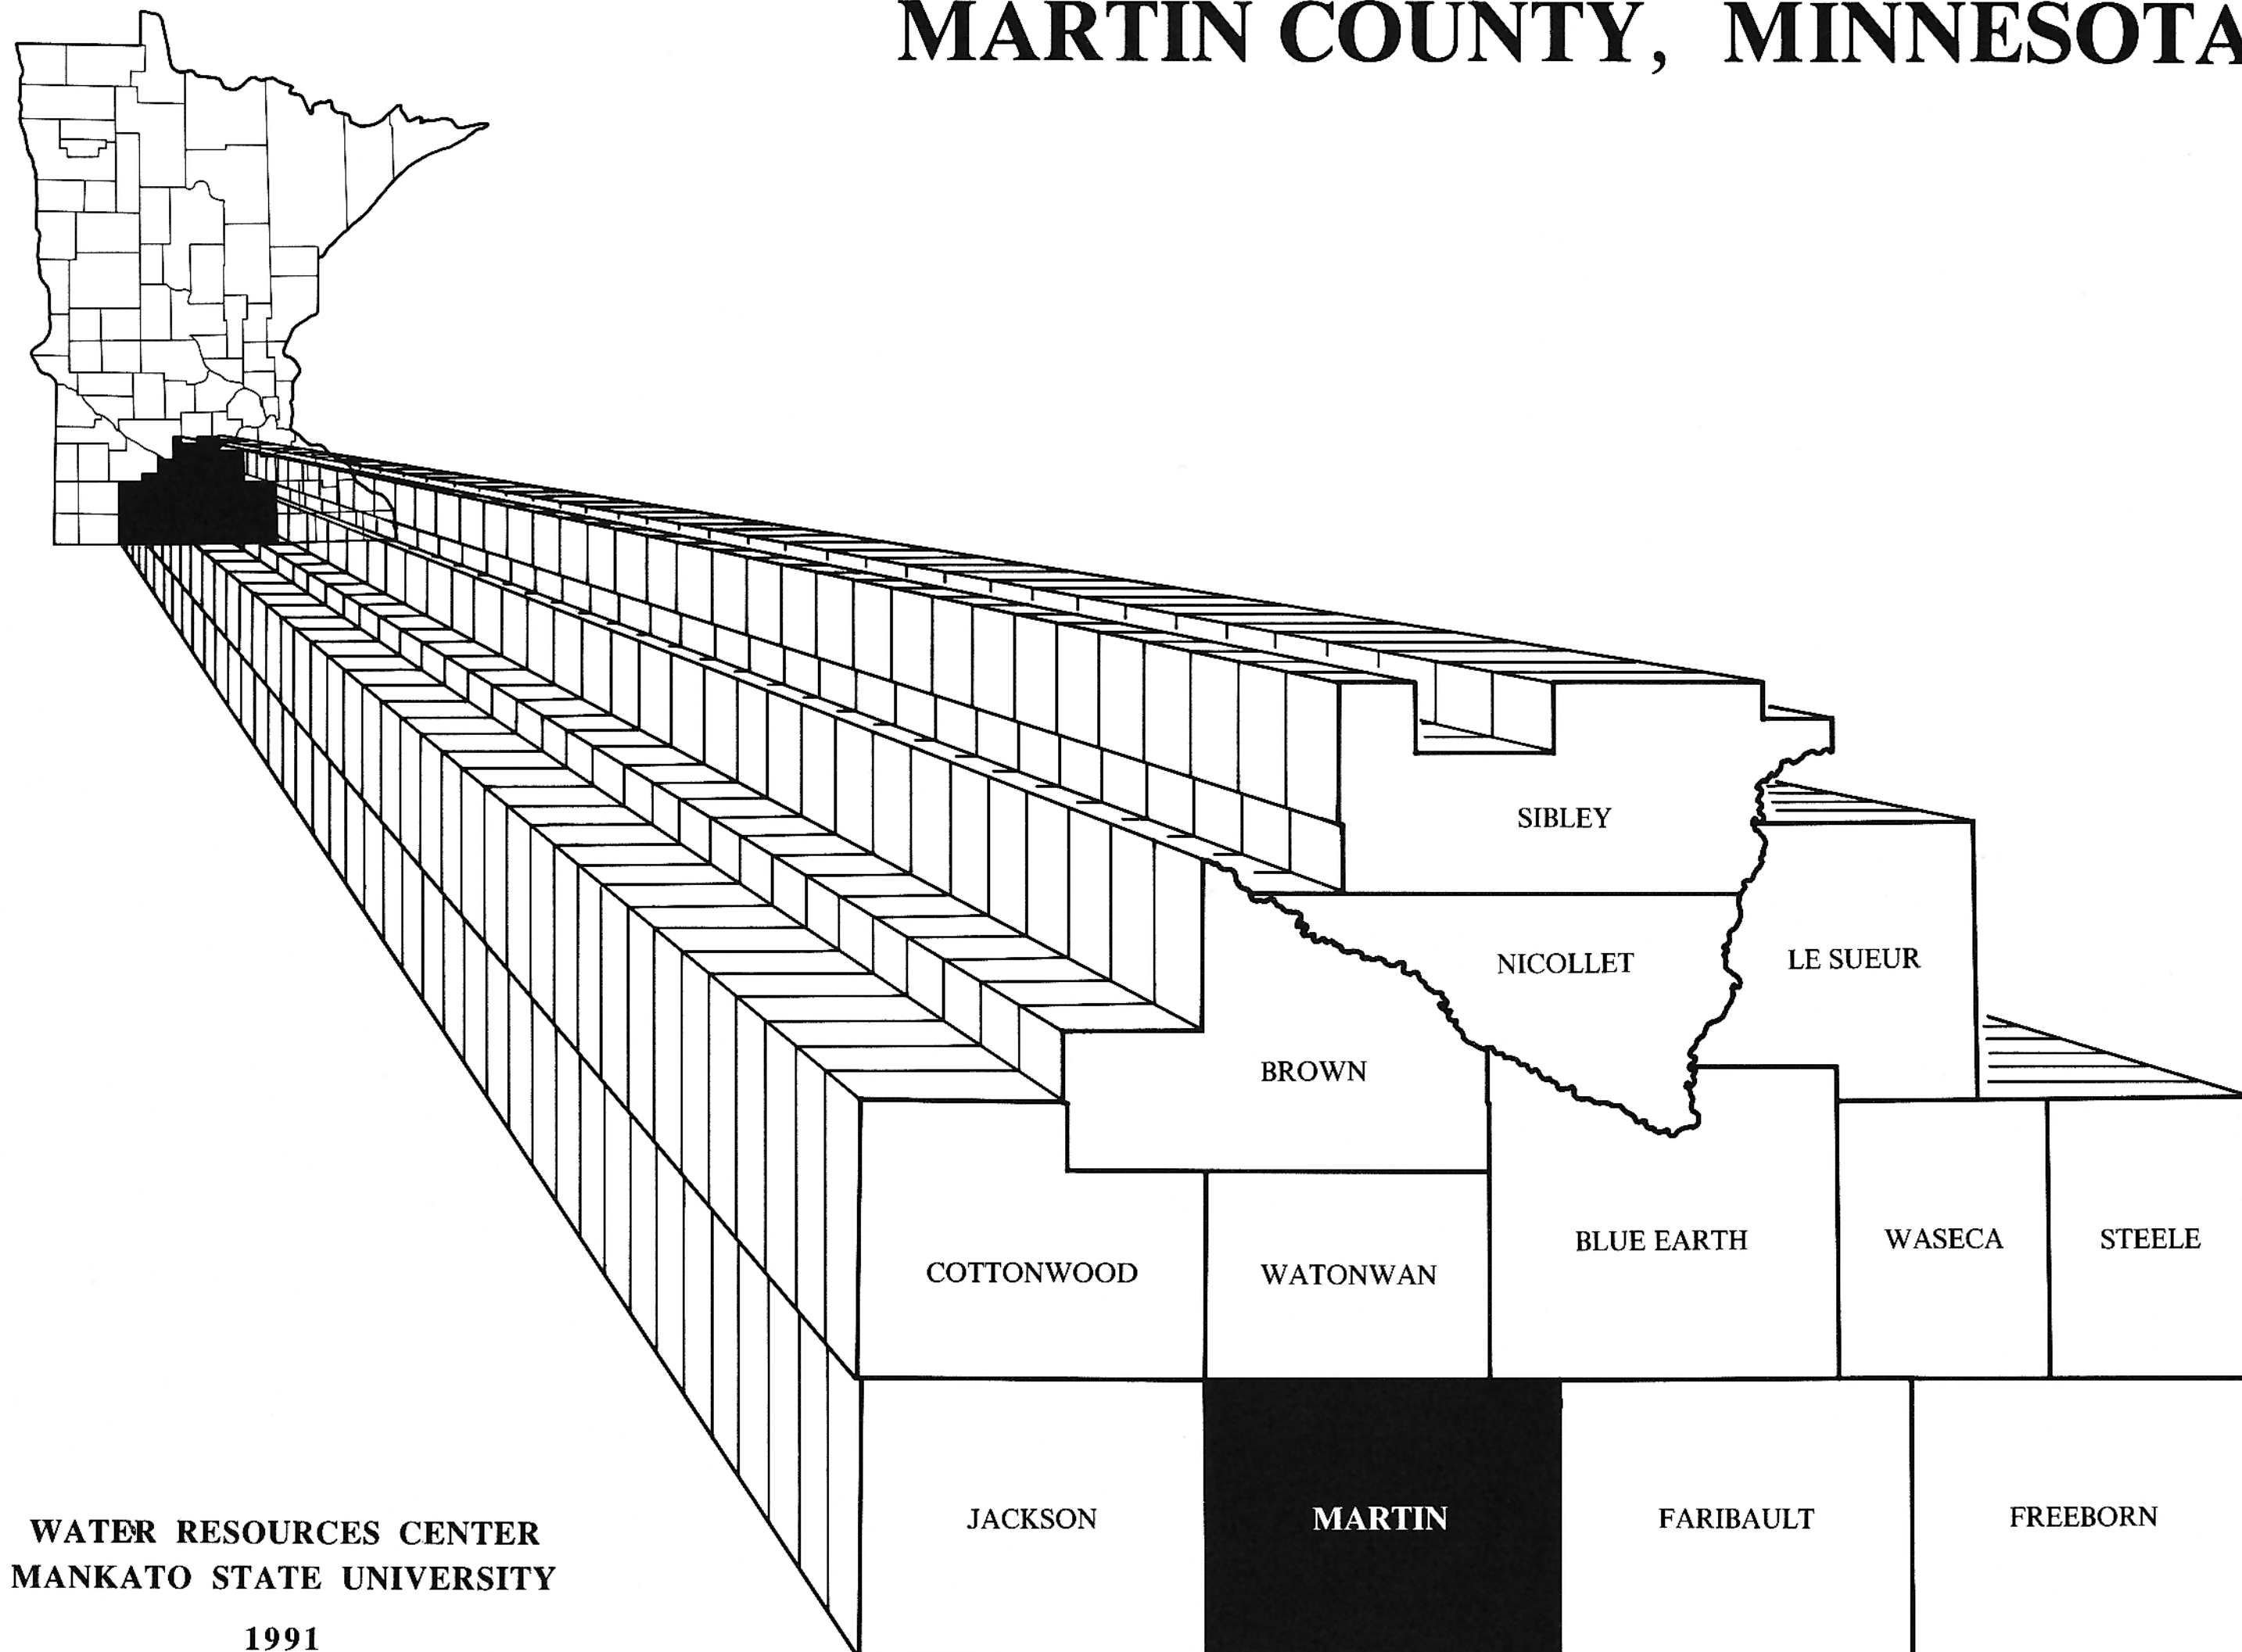 MARTIN COUNTY, MINNESOTA
SIBLEY
NICOLLET
LE SUEUR
BROWN
BLUE EARTH
WASECA
STEELE
COTTONWOOD
WATONWAN
JACKSON
MARTIN
FARIBAULT
FREEBORN
WATER RESOURCES CENTER
MANKATO STATE UNIVERSITY
1991